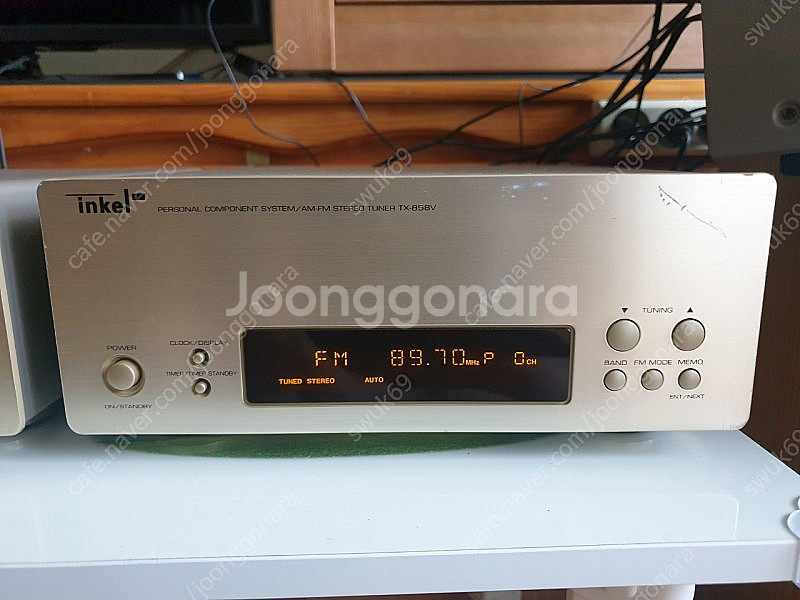 inkel
PERSONAL COMPONENT SYSTEM/AM-FM STEREO TUNER TX-858V
Joonggonara
▼ TUNING ▲
POWER
CLOCK/DISPLAY
TIMER/TIMER STANDBY
ON/STANDBY
FM 89.70MHz P 0CH
TUNED STEREO AUTO
BAND FM MODE MEMO
ENT/NEXT
cafe.naver.com/joonggonara
swuk69